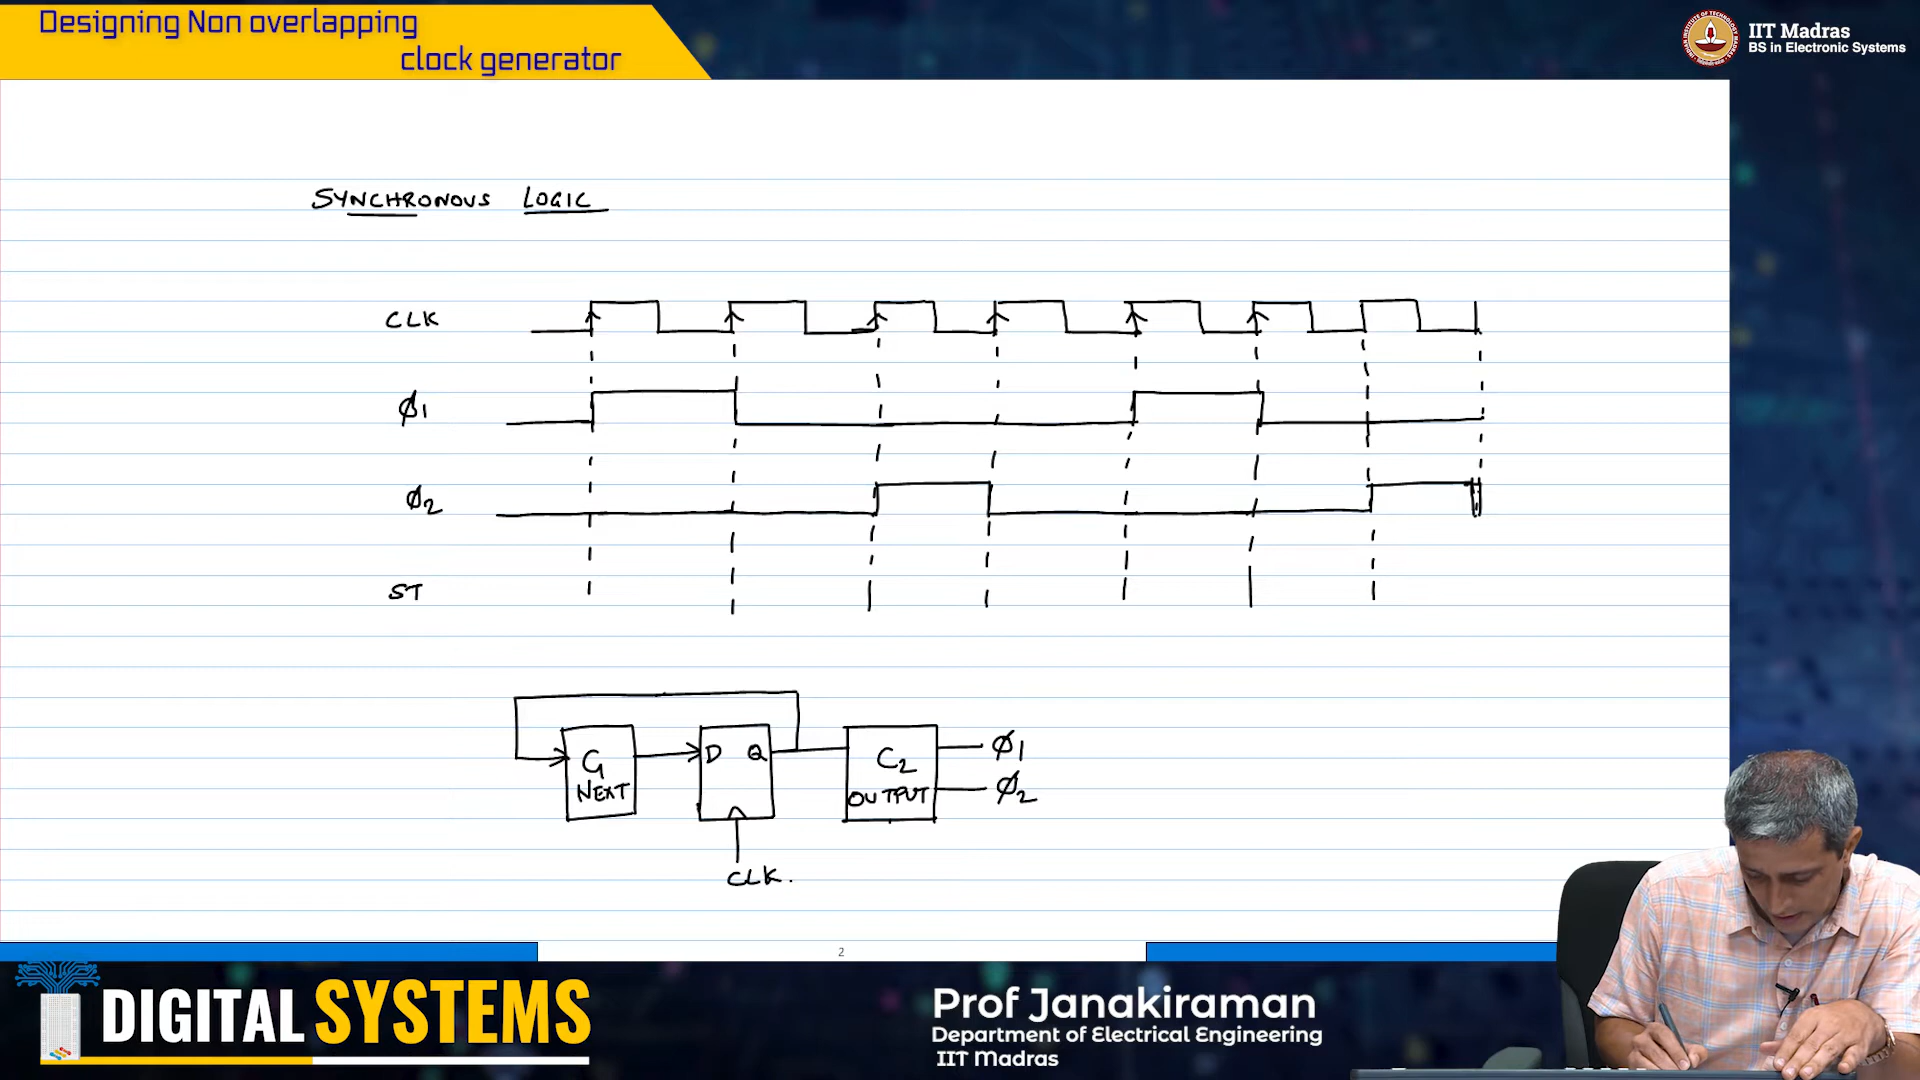 Designing Non overlapping
clock generator
IIT Madras
BS in Electronic Systems
SYNCHRONOUS LOGIC
CLK
φ1
φ2
ST
C1
NEXT
D Q
C2
OUTPUT
φ1
φ2
CLK.
2
DIGITAL SYSTEMS
Prof Janakiraman
Department of Electrical Engineering
IIT Madras